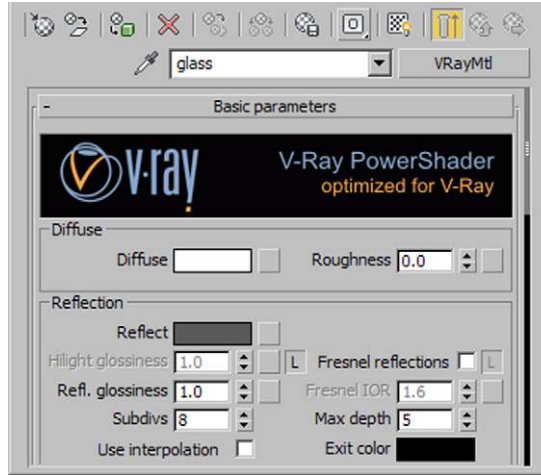 glass VRayMtl
- Basic parameters
v·ray V-Ray PowerShader
optimized for V-Ray
Diffuse
Diffuse Roughness 0.0
Reflection
Reflect
Hilight glossiness 1.0 L Fresnel reflections L
Refl. glossiness 1.0 Fresnel IOR 1.6
Subdivs 8 Max depth 5
Use interpolation Exit color